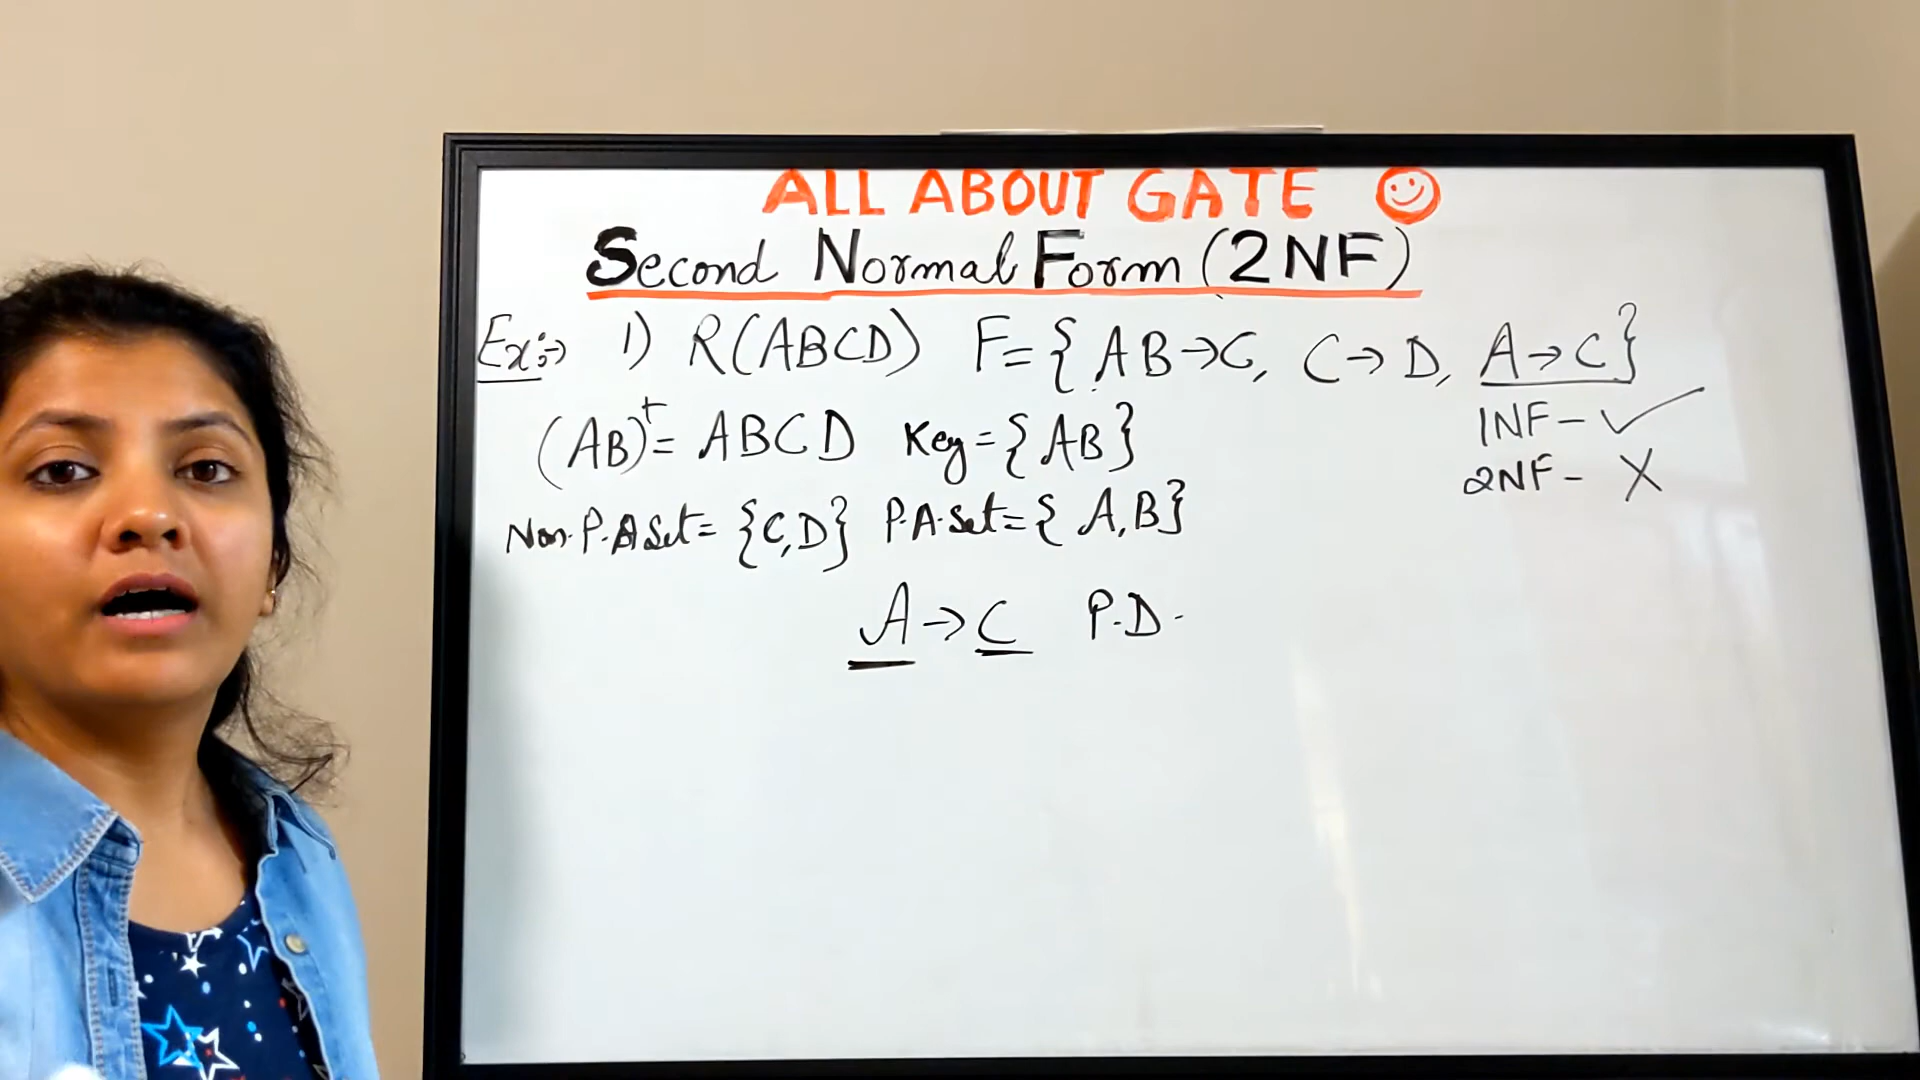 ALL ABOUT GATE
Second Normal Form (2NF)
Ex:→ 1) R(ABCD) F={AB→C, C→D, A→C}
(AB)⁺= ABCD Key={AB}
1NF-✓
2NF- X
Non. P.A Set= {C,D} P.A. Set={A,B}
A→C P.D.